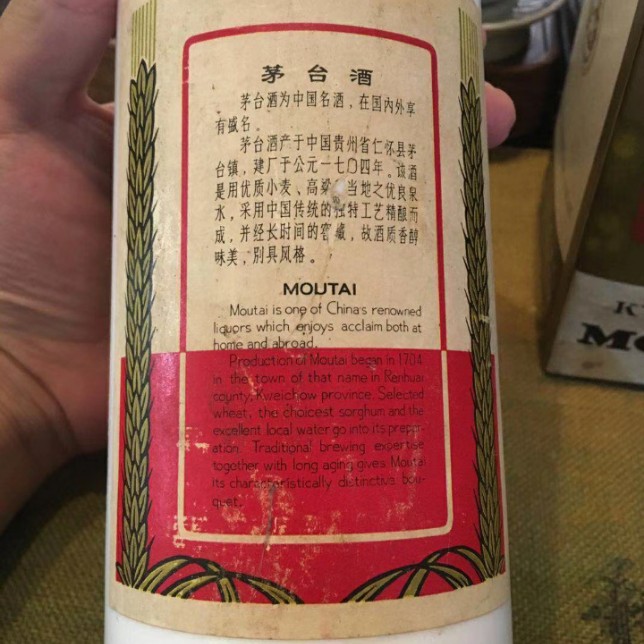 茅台酒
茅台酒为中国名酒，在国内外享
有盛名。
茅台酒产于中国贵州省仁怀县茅
台镇，建厂于公元一七〇四年。该酒
是用优质小麦、高粱 当地之优良泉
水，采用中国传统的独特工艺精酿而
成，并经长时间的窖藏，故酒质香醇
味美，别具风格。
MOUTAI
Moutai is one of China's renowned
liquors which enjoys acclaim both at
home and abroad.
Production of Moutai began in 1704
in the town of that name in Renhuai
county, Kweichow province. Selected
wheat, the choicest sorghum and the
excellent local water go into its prepar-
ation. Traditional brewing expertise
together with long aging gives Moutai
its characteristically distinctive bou-
quet.
K
MO